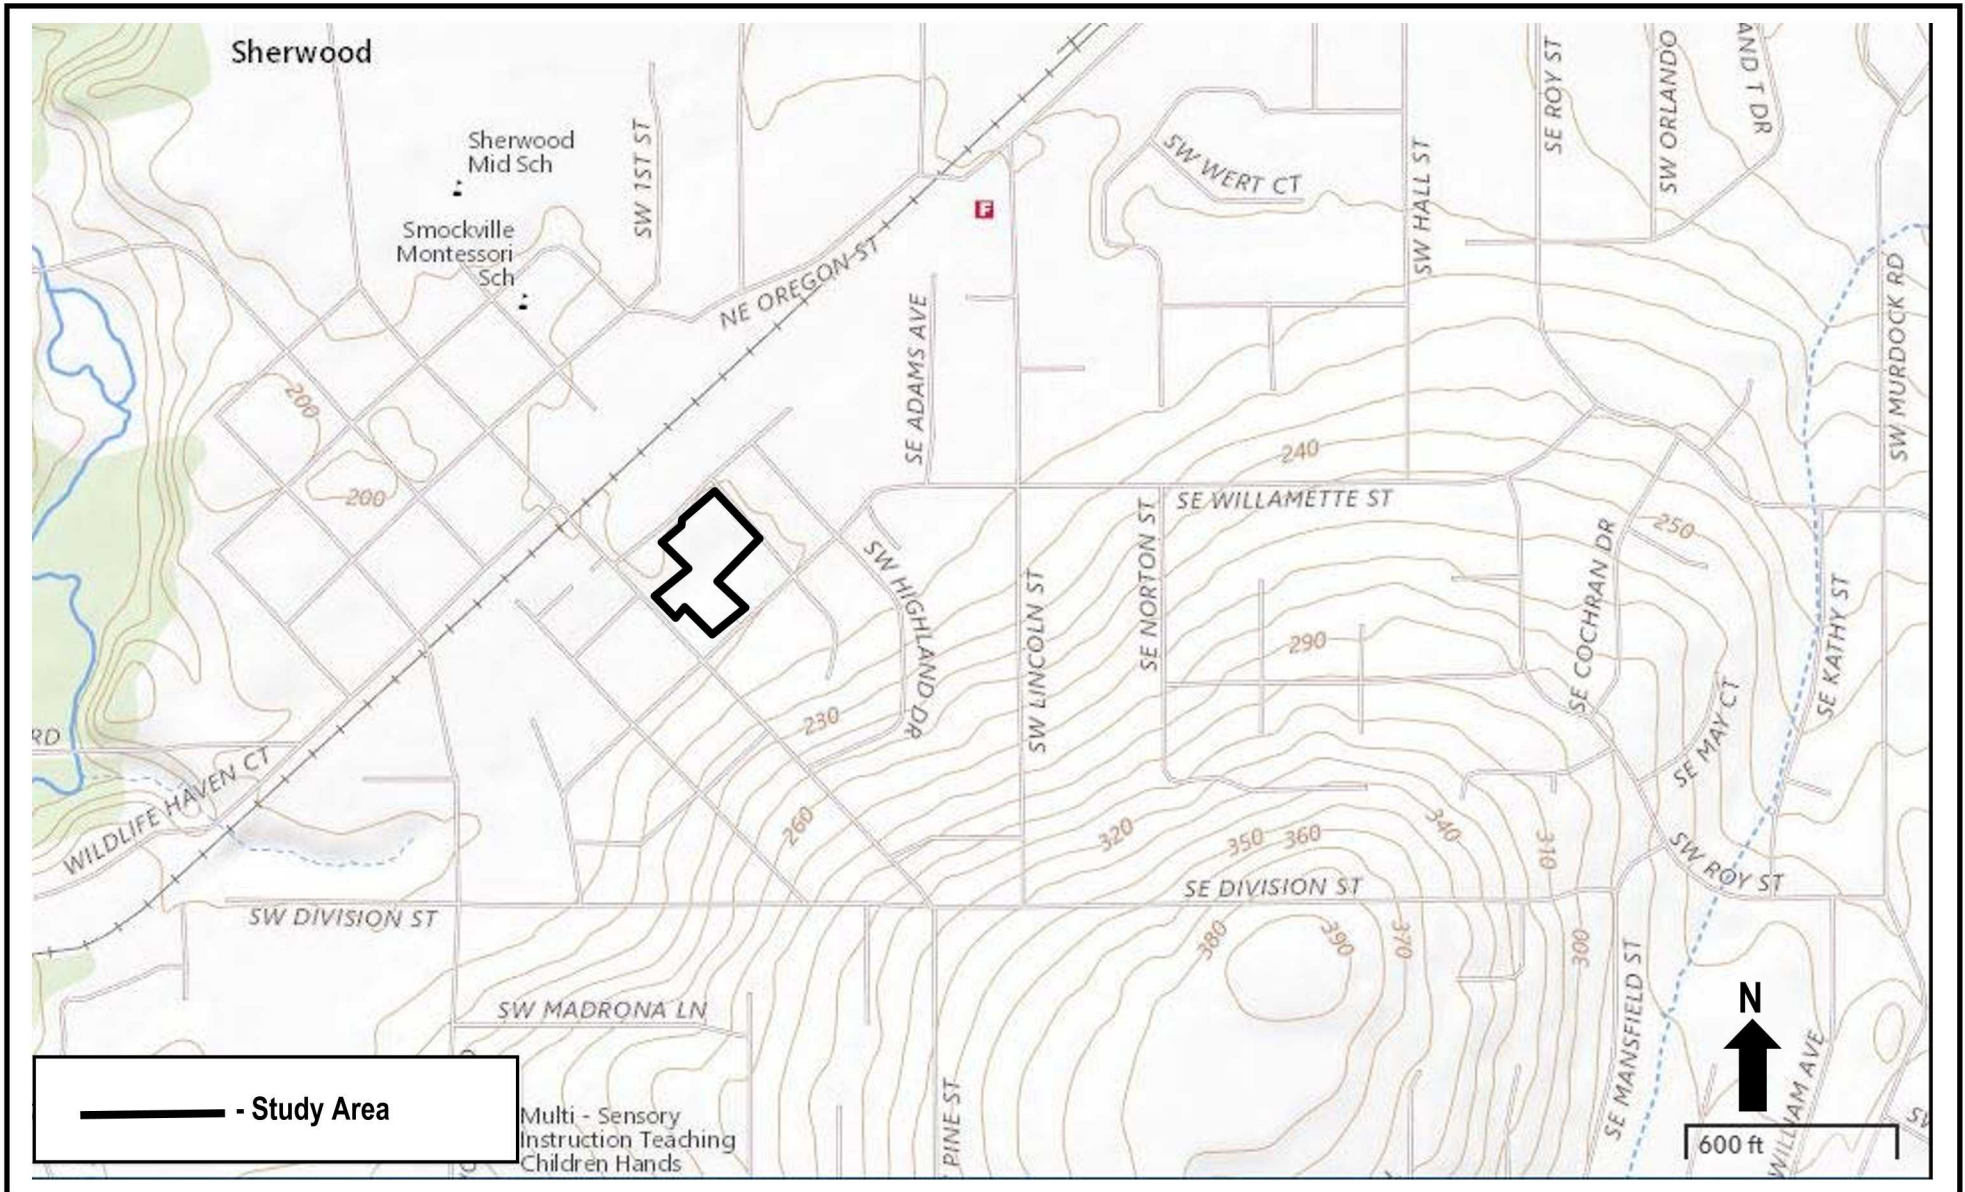 Sherwood
Sherwood
Mid Sch
Smockville
Montessori
Sch
SW 1ST ST
NE OREGON ST
F
SW WERT CT
SW HALL ST
SE ROY ST
SW ORLANDO
AND T DR
SW MURDOCK RD
SE ADAMS AVE
200
200
240
SE WILLAMETTE ST
250
SW HIGHLAND DR
SW LINCOLN ST
SE NORTON ST
290
SE COCHRAN DR
SE KATHY ST
SE MAY CT
230
RD
WILDLIFE HAVEN CT
260
320
350
360
340
310
SW ROY ST
SE DIVISION ST
SW DIVISION ST
380
390
370
300
SE MANSFIELD ST
SW MADRONA LN
N
WILLIAM AVE
PINE ST
- Study Area
Multi - Sensory
Instruction Teaching
Children Hands
600 ft